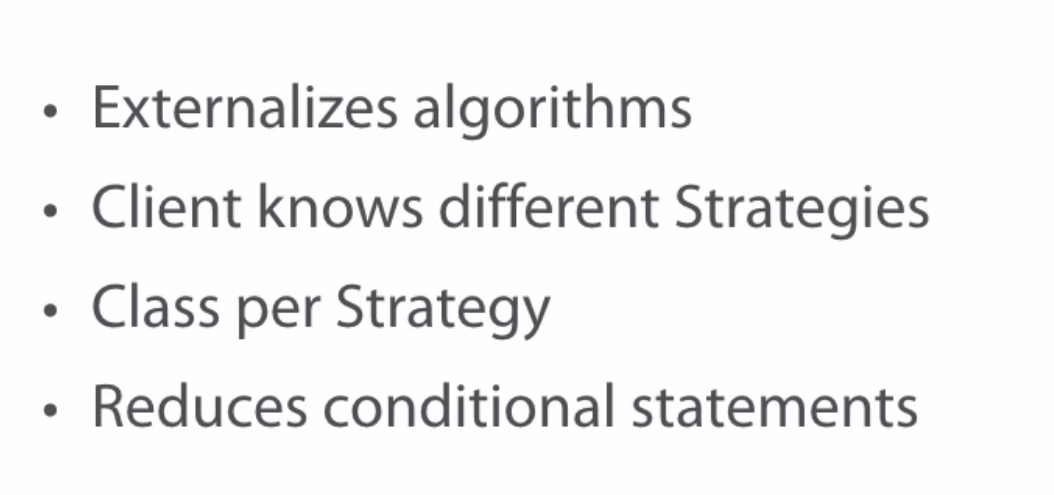 • Externalizes algorithms
• Client knows different Strategies
• Class per Strategy
• Reduces conditional statements